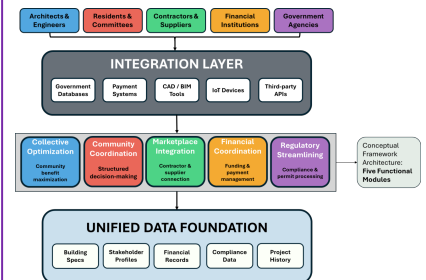 Architects &
Engineers
Residents &
Committees
Contractors &
Suppliers
Financial
Institutions
Government
Agencies
INTEGRATION LAYER
Government
Databases
Payment
Systems
CAD / BIM
Tools
IoT Devices
Third-party
APIs
Collective
Optimization
Community
benefit
maximization
Community
Coordination
Structured
decision-making
Marketplace
Integration
Contractor &
supplier
connection
Financial
Coordination
Funding &
payment
management
Regulatory
Streamlining
Compliance &
permit processing
Conceptual
Framework
Architecture:
Five Functional
Modules
UNIFIED DATA FOUNDATION
Building
Specs
Stakeholder
Profiles
Financial
Records
Compliance
Data
Project
History